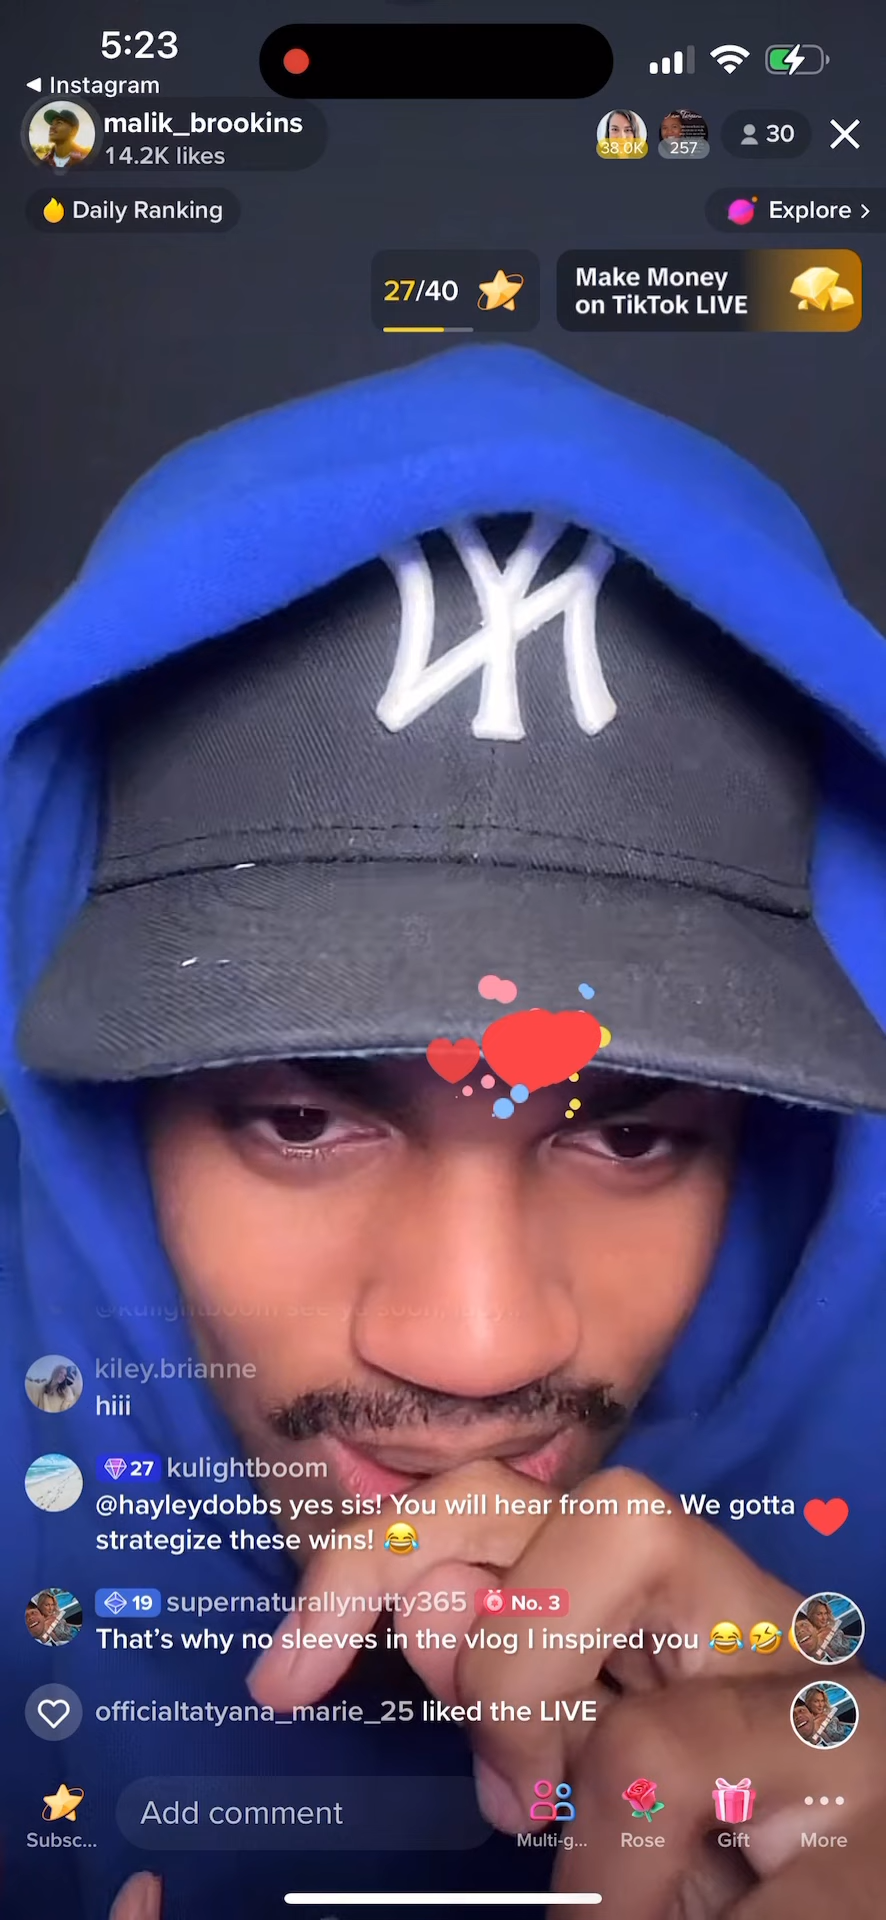 5:23
◀ Instagram
malik_brookins
14.2K likes
38.0K
257
30
Daily Ranking
Explore >
27/40
Make Money
on TikTok LIVE
NY
kiley.brianne
hiii
27 kulightboom
@hayleydobbs yes sis! You will hear from me. We gotta
strategize these wins! 😂
19 supernaturallynutty365 No. 3
That’s why no sleeves in the vlog I inspired you 😂🤣
officialtatyana_marie_25 liked the LIVE
Add comment
Subsc...
Multi-g...
Rose
Gift
More